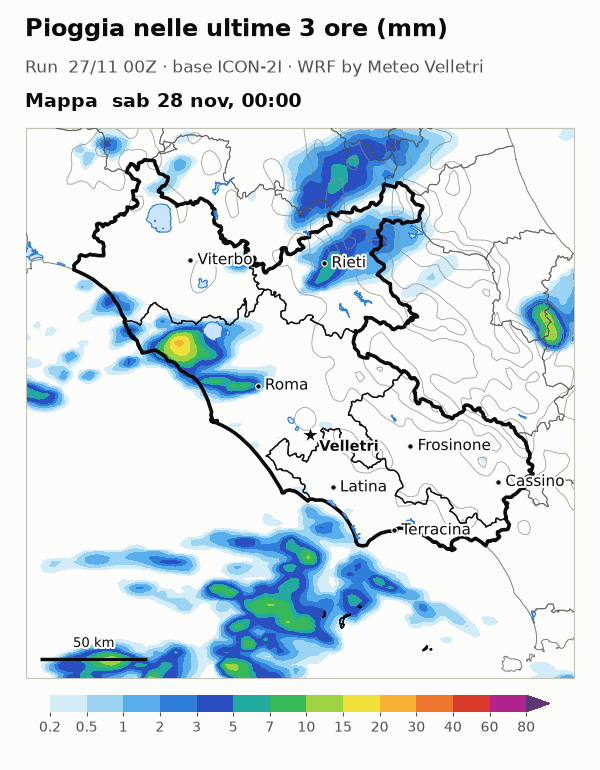 Pioggia nelle ultime 3 ore (mm)
Run  27/11 00Z · base ICON-2I · WRF by Meteo Velletri
Mappa  sab 28 nov, 00:00
Viterbo
Rieti
Roma
Velletri
Frosinone
Latina
Cassino
Terracina
50 km
0.2 0.5 1 2 3 5 7 10 15 20 30 40 60 80